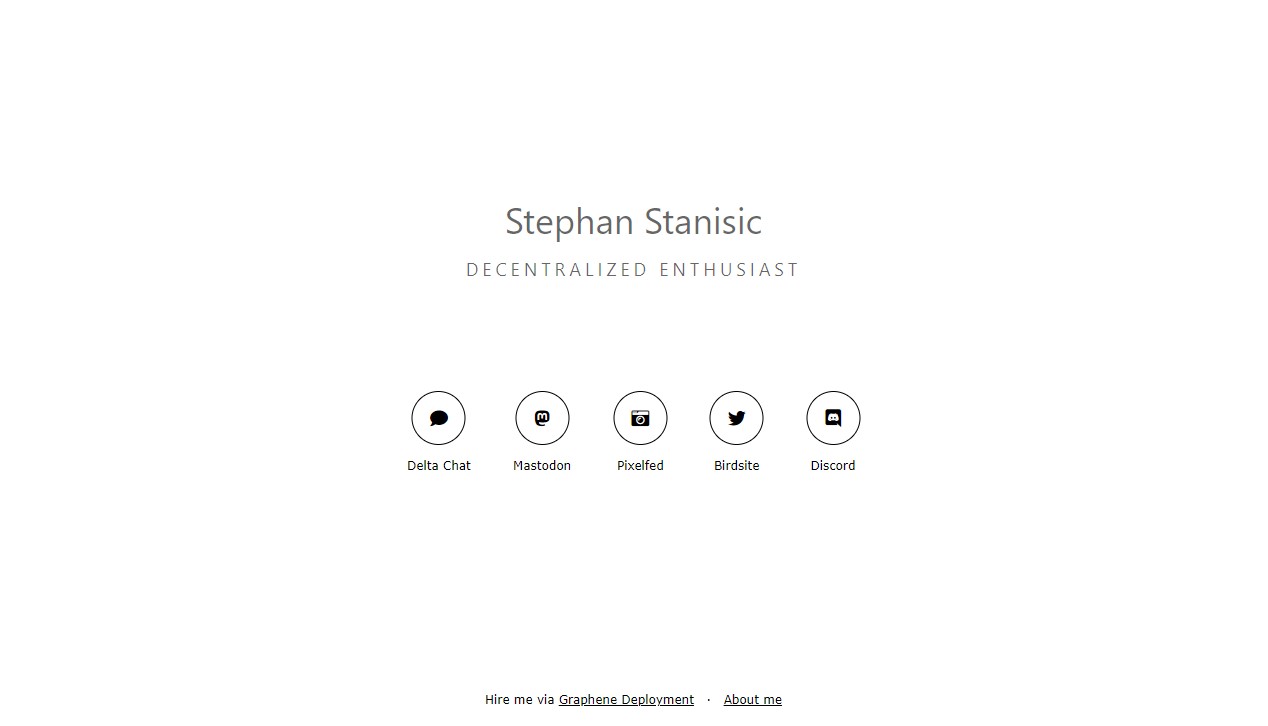 Stephan Stanisic
DECENTRALIZED ENTHUSIAST
Delta Chat Mastodon Pixelfed Birdsite Discord
Hire me via Graphene Deployment · About me